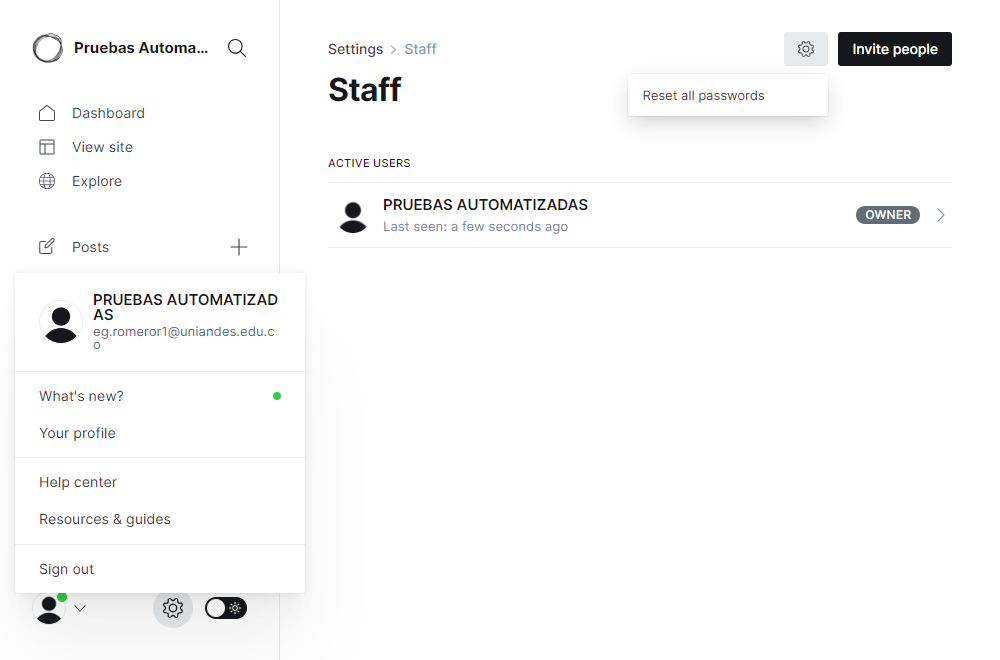 Pruebas Automa...
Dashboard
View site
Explore
Posts
PRUEBAS AUTOMATIZAD
AS
eg.romeror1@uniandes.edu.c
o
What's new?
Your profile
Help center
Resources & guides
Sign out
Settings > Staff
Invite people
Staff
Reset all passwords
ACTIVE USERS
PRUEBAS AUTOMATIZADAS
Last seen: a few seconds ago
OWNER